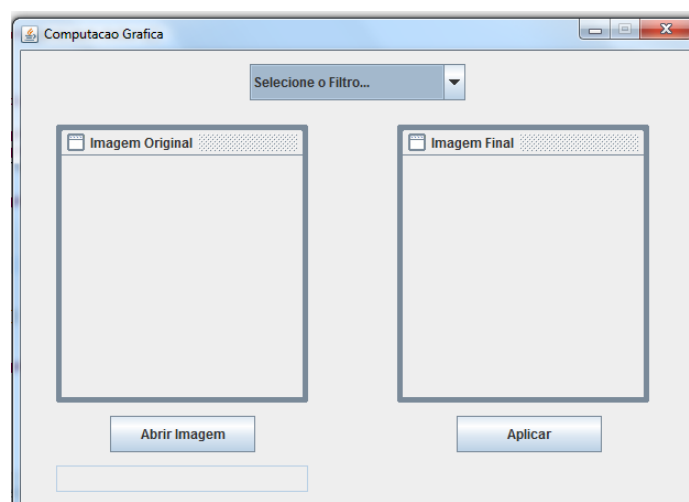 Computacao Grafica
Selecione o Filtro...
Imagem Original
Imagem Final
Abrir Imagem
Aplicar